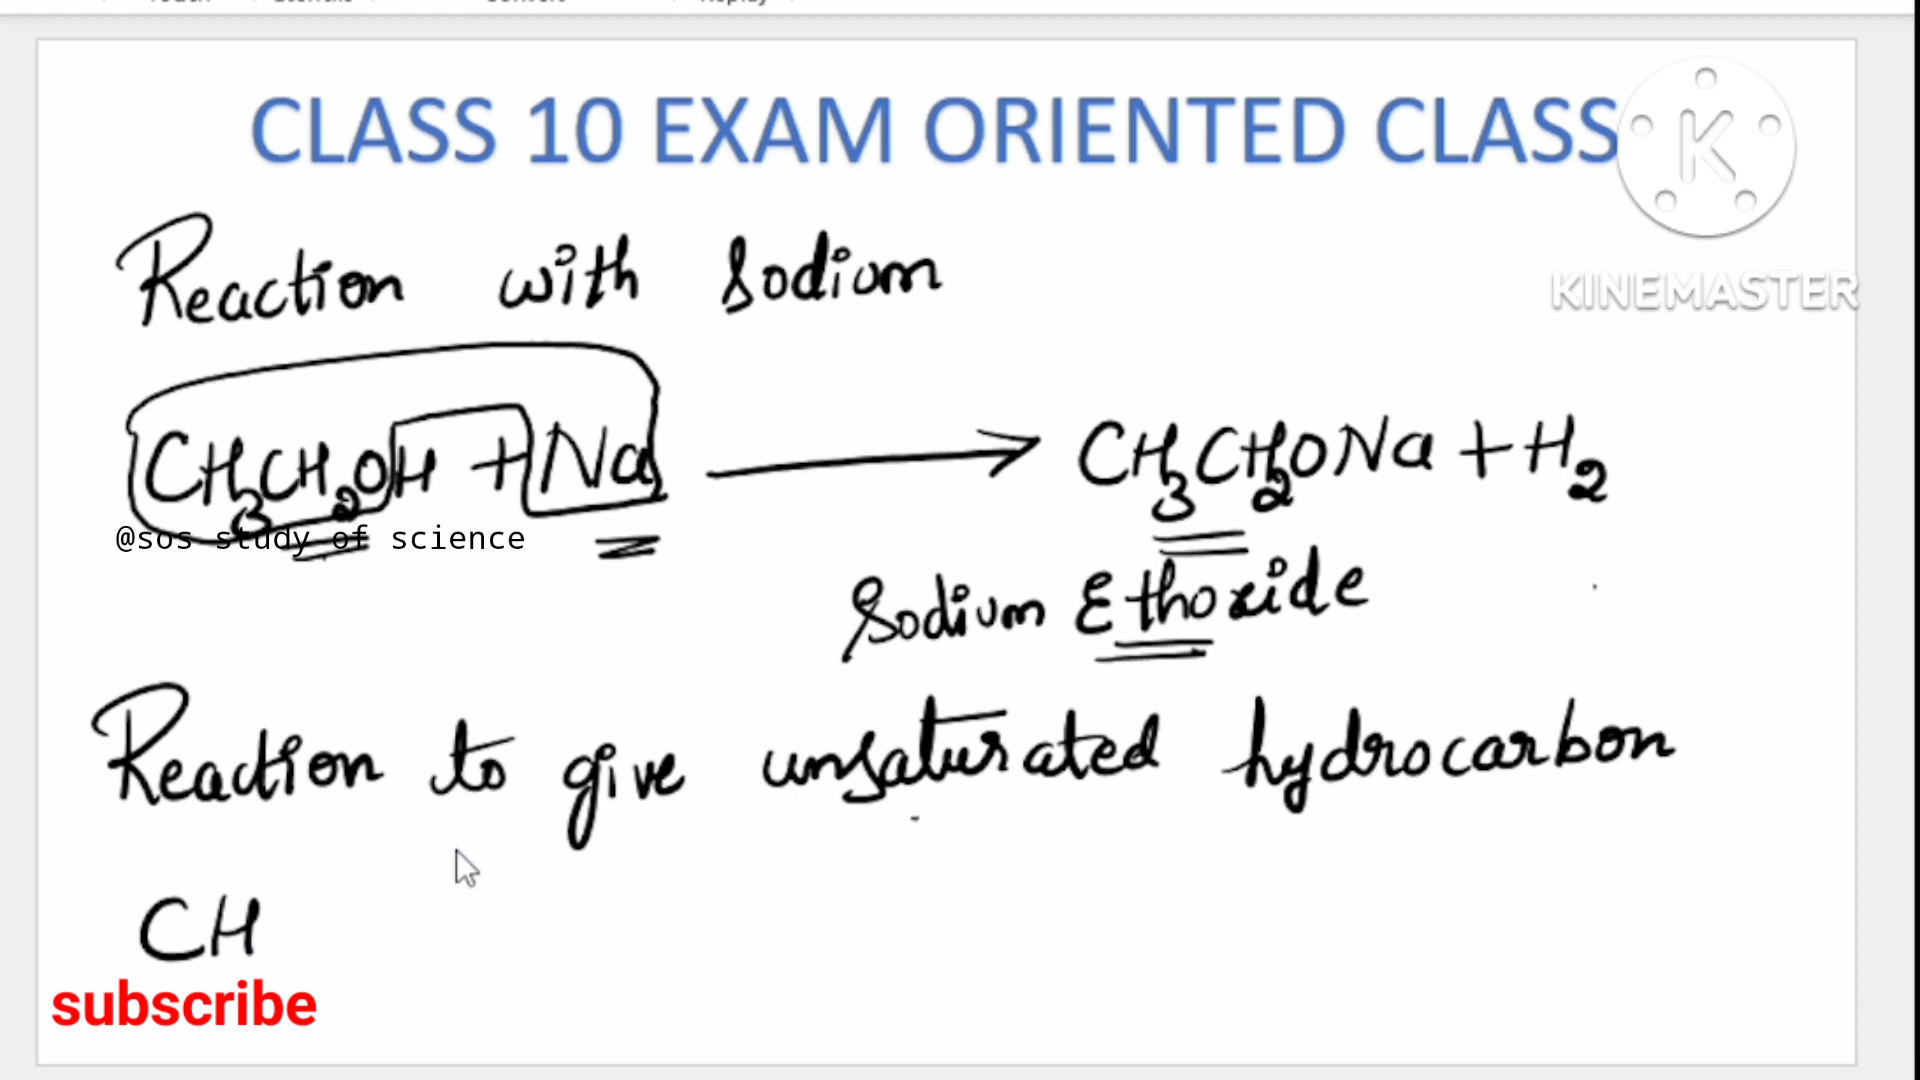 CLASS 10 EXAM ORIENTED CLASS
KINEMASTER
Reaction with Sodium
CH3CH2OH + Na → CH3CH2ONa + H2
@sos study of science
Sodium Ethoxide
Reaction to give unsaturated hydrocarbon
CH
subscribe